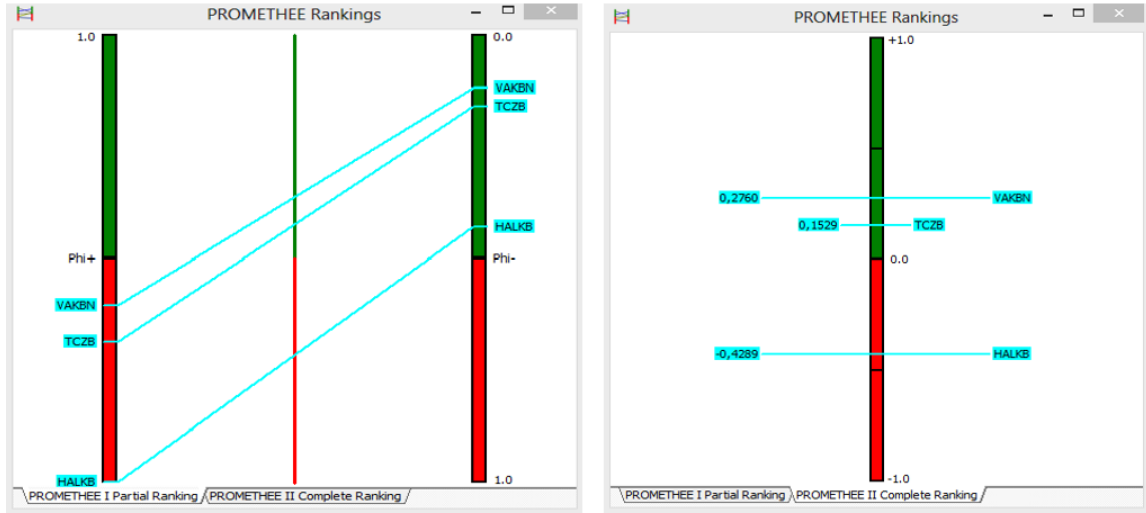 PROMETHEE Rankings
1.0
0.0
VAKBN
TCZB
HALKB
Phi+
Phi-
VAKBN
TCZB
HALKB
1.0
PROMETHEE I Partial Ranking
PROMETHEE II Complete Ranking
PROMETHEE Rankings
+1.0
0,2760
VAKBN
0,1529
TCZB
0.0
-0,4289
HALKB
-1.0
PROMETHEE I Partial Ranking
PROMETHEE II Complete Ranking